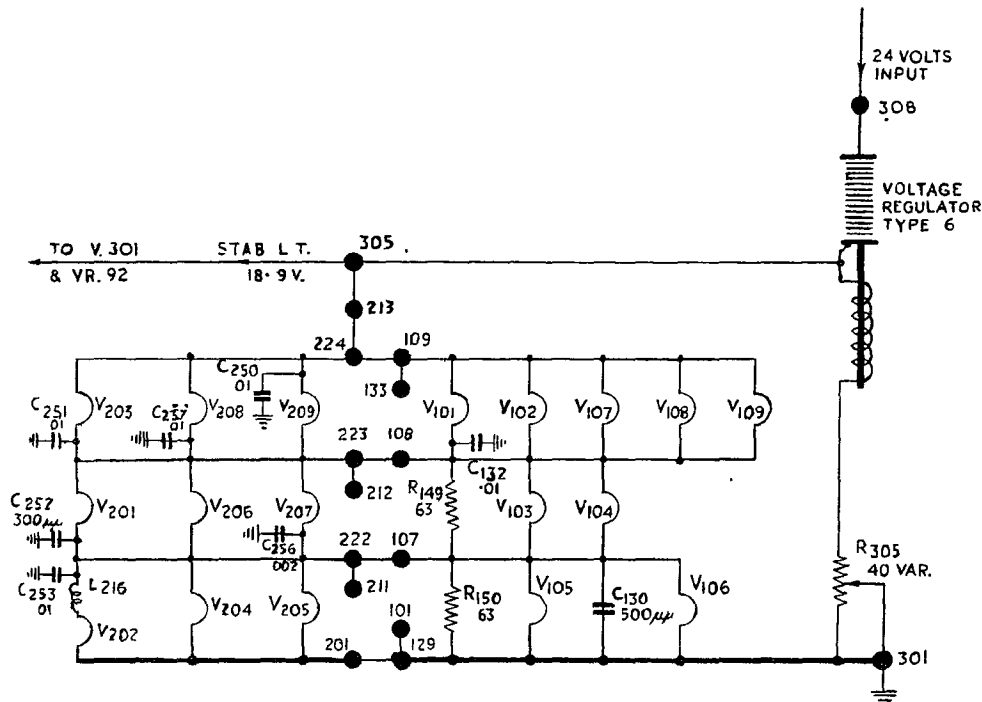 24 VOLTS
INPUT
308
VOLTAGE
REGULATOR
TYPE 6
TO V. 301
& VR. 92
STAB L T.
18·9 V.
305
213
224
109
133
C250
01
C251
01
V203
V208
V209
V101
V102
V107
V108
V109
01
223
108
212
C132
·01
R149
63
C252
300μμ
V201
V206
V207
V103
V104
C256
002
222
107
211
R305
40 VAR.
C253
01
L216
V202
V204
V205
101
R150
63
V105
C130
500μμ
V106
201
129
301